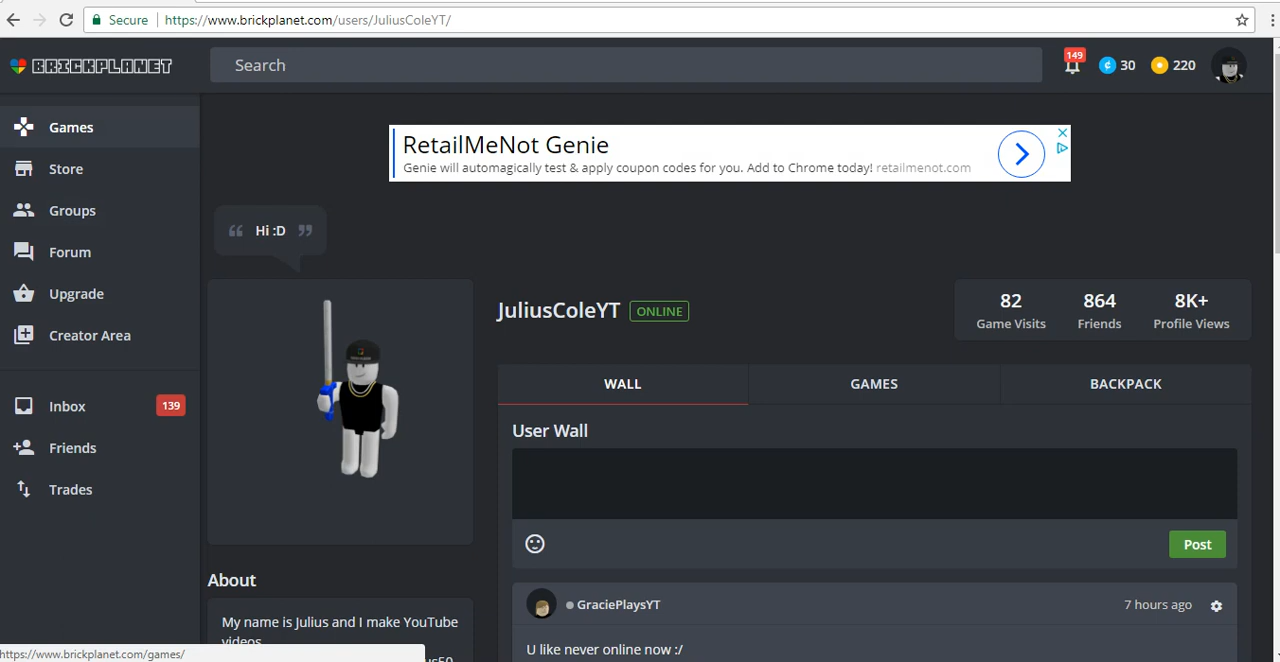 Secure https://www.brickplanet.com/users/JuliusColeYT/
BRICKPLANET
Search
149
¢ 30
220
Games
Store
Groups
Forum
Upgrade
Creator Area
Inbox 139
Friends
Trades
RetailMeNot Genie
Genie will automagically test & apply coupon codes for you. Add to Chrome today! retailmenot.com
“ Hi :D ”
JuliusColeYT ONLINE
82 864 8K+
Game Visits Friends Profile Views
WALL GAMES BACKPACK
User Wall
Post
About
My name is Julius and I make YouTube
videos
GraciePlaysYT 7 hours ago
U like never online now :/
https://www.brickplanet.com/games/